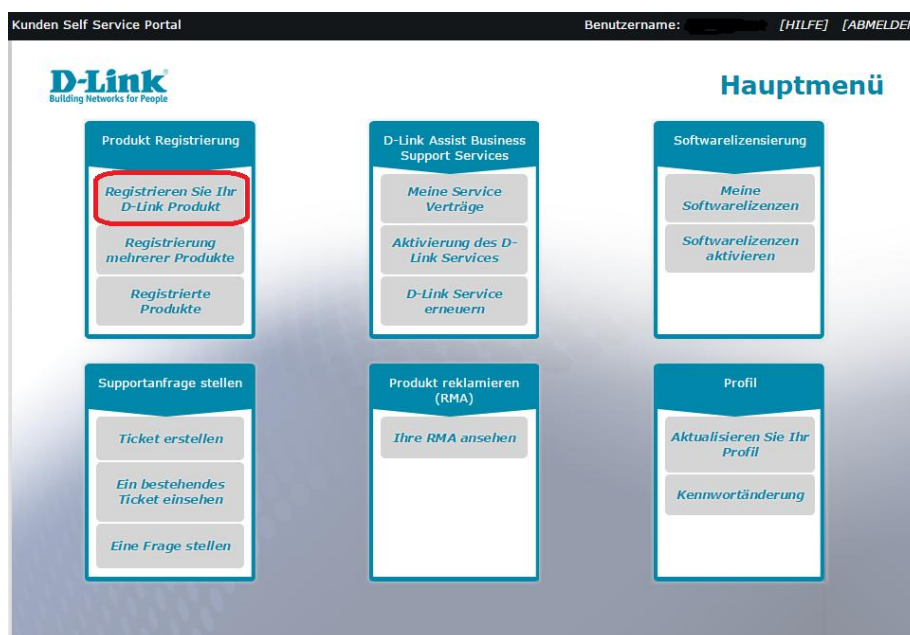 Kunden Self Service Portal
Benutzername: [HILFE] [ABMELDEN
D-Link
Building Networks for People
Hauptmenü
Produkt Registrierung
Registrieren Sie Ihr
D-Link Produkt
Registrierung
mehrerer Produkte
Registrierte
Produkte
D-Link Assist Business
Support Services
Meine Service
Verträge
Aktivierung des D-
Link Services
D-Link Service
erneuern
Softwarelizensierung
Meine
Softwarelizenzen
Softwarelizenzen
aktivieren
Supportanfrage stellen
Ticket erstellen
Ein bestehendes
Ticket einsehen
Eine Frage stellen
Produkt reklamieren
(RMA)
Ihre RMA ansehen
Profil
Aktualisieren Sie Ihr
Profil
Kennwortänderung